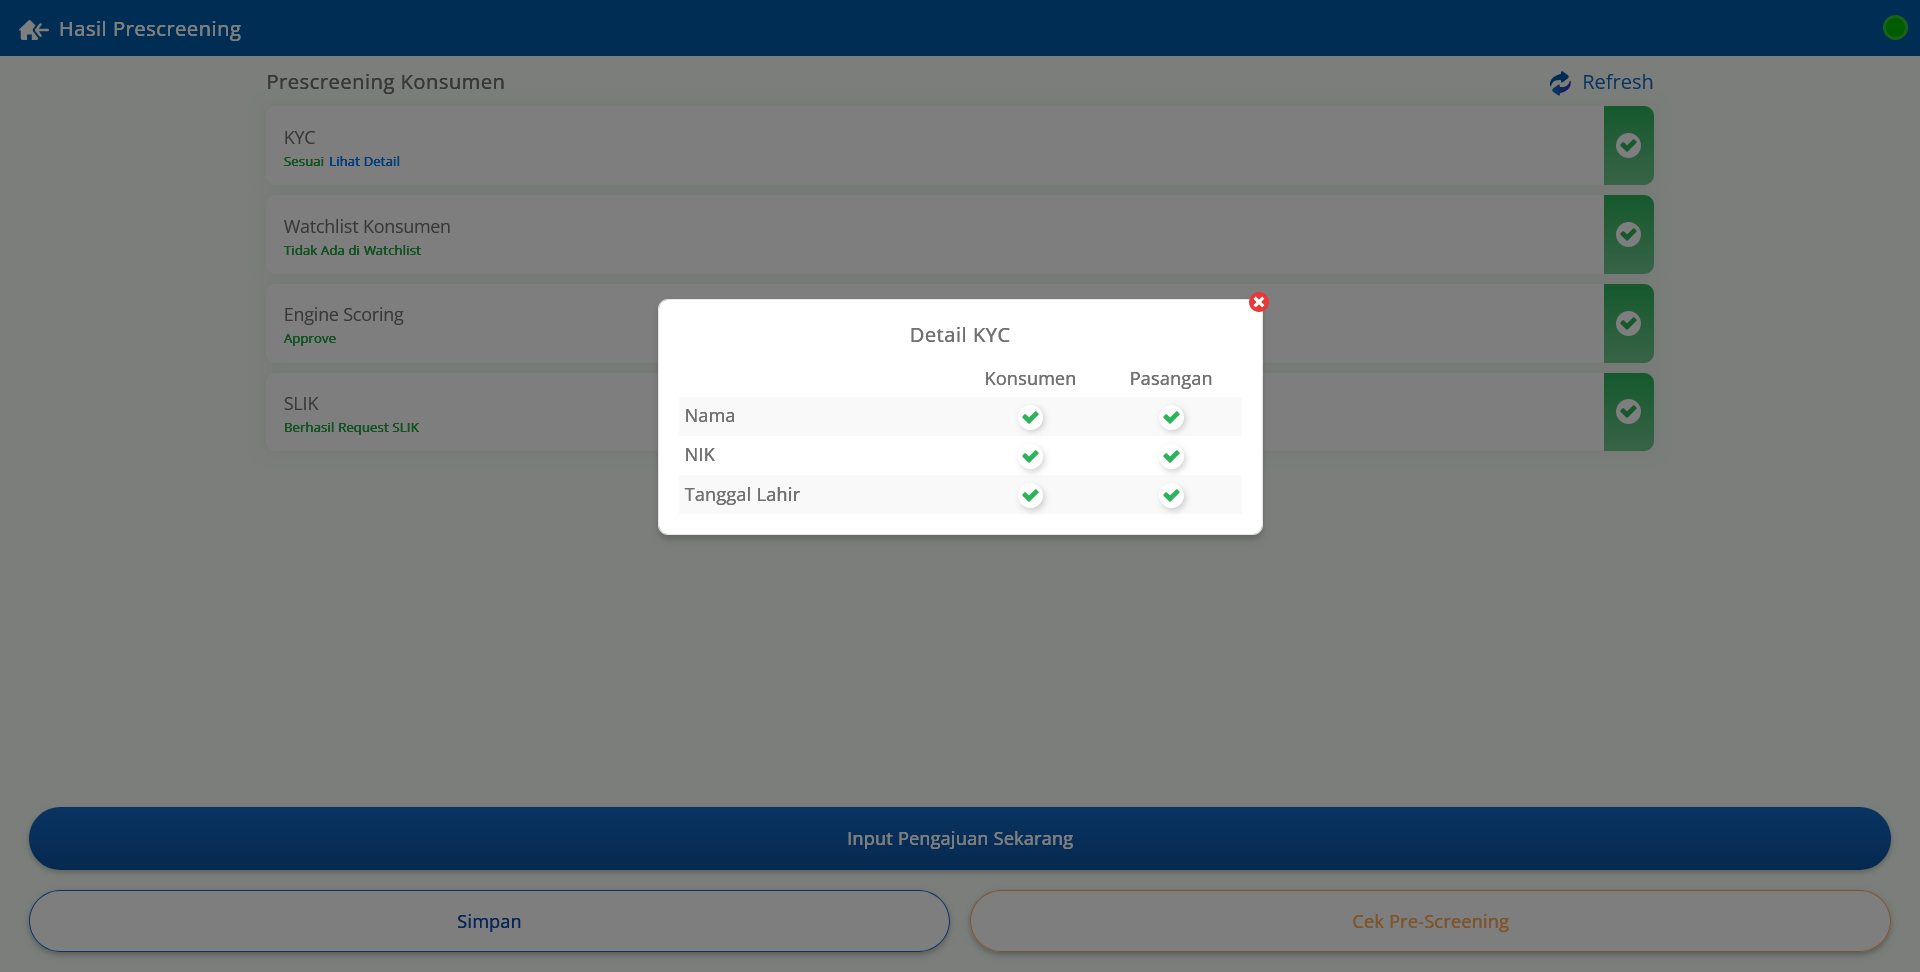 Hasil Prescreening
Prescreening Konsumen
Refresh
KYC
Sesuai Lihat Detail
Watchlist Konsumen
Tidak Ada di Watchlist
Engine Scoring
Approve
SLIK
Berhasil Request SLIK
Detail KYC
Konsumen Pasangan
Nama
NIK
Tanggal Lahir
Input Pengajuan Sekarang
Simpan
Cek Pre-Screening